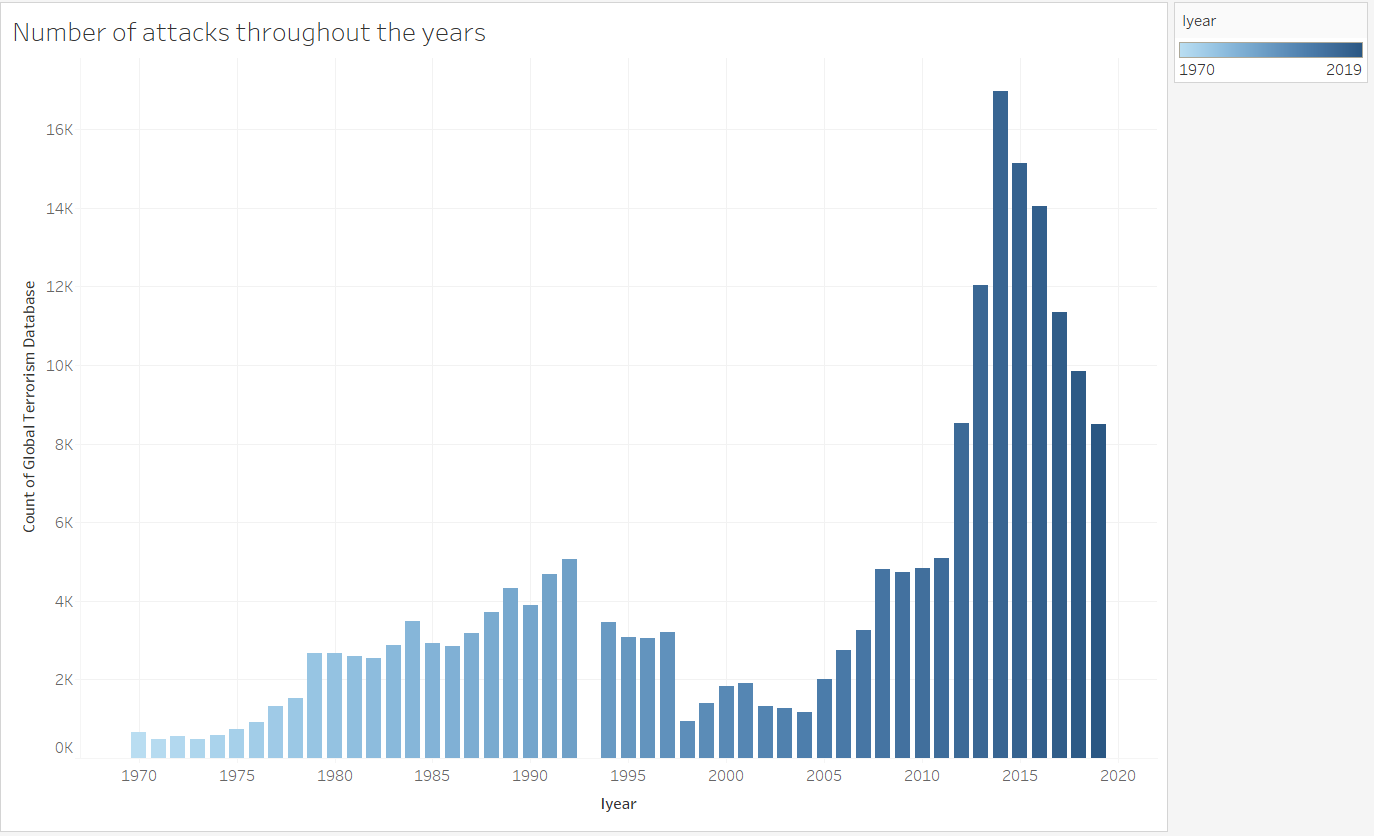 Number of attacks throughout the years
Iyear
1970 2019
Count of Global Terrorism Database
16K
14K
12K
10K
8K
6K
4K
2K
0K
1970 1975 1980 1985 1990 1995 2000 2005 2010 2015 2020
Iyear